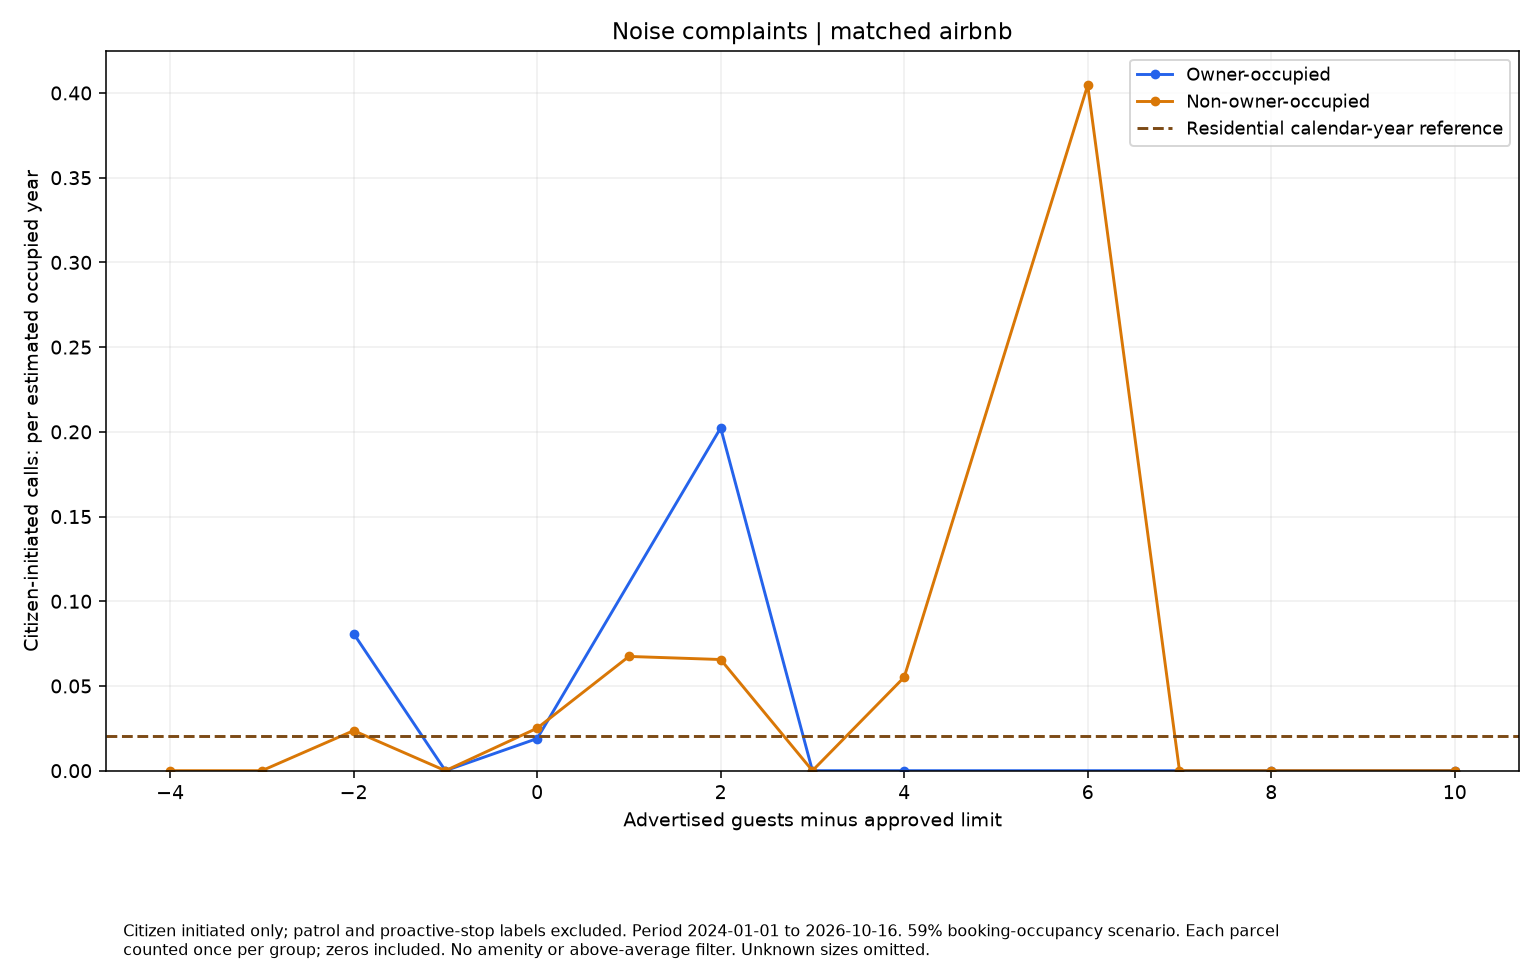 Noise complaints | matched airbnb
Owner-occupied
Non-owner-occupied
Residential calendar-year reference
Citizen-initiated calls: per estimated occupied year
0.40
0.35
0.30
0.25
0.20
0.15
0.10
0.05
0.00
−4 −2 0 2 4 6 8 10
Advertised guests minus approved limit
Citizen initiated only; patrol and proactive-stop labels excluded. Period 2024-01-01 to 2026-10-16. 59% booking-occupancy scenario. Each parcel
counted once per group; zeros included. No amenity or above-average filter. Unknown sizes omitted.